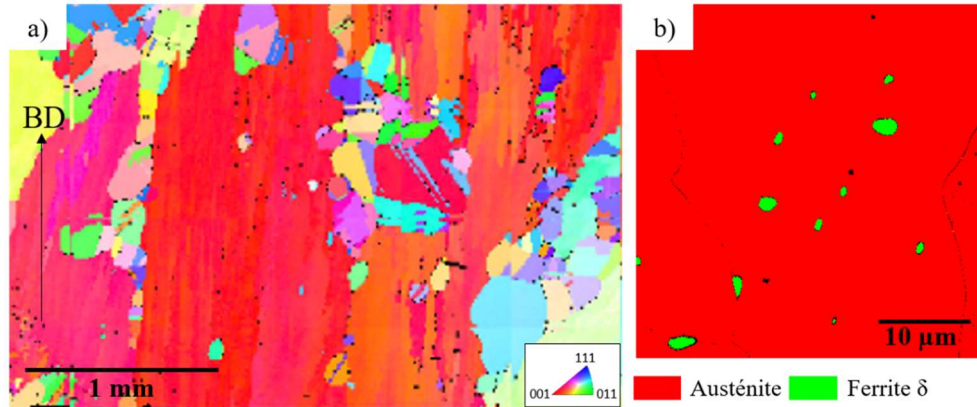 a)
BD
1 mm
111
001
011
b)
10 µm
Austénite
Ferrite δ